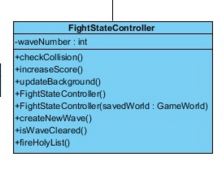 FightStateController
-waveNumber : int
+checkCollision()
+increaseScore()
+updateBackground()
+FightStateController()
+FightStateController(savedWorld : GameWorld)
+createNewWave()
+isWaveCleared()
+fireHolyList()